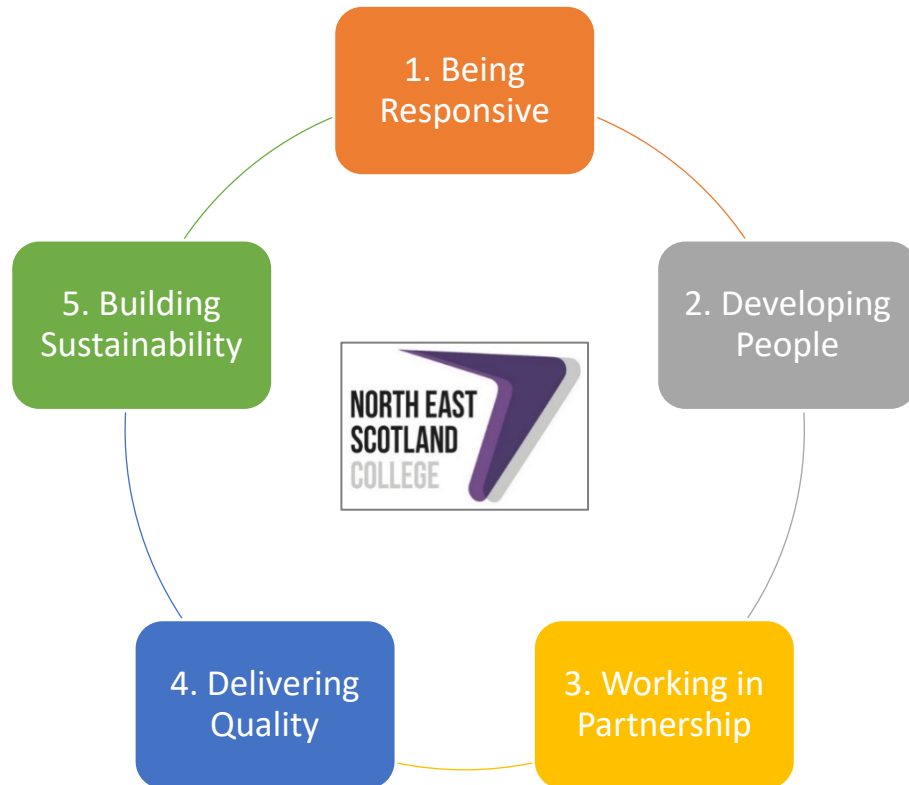 1. Being
Responsive
2. Developing
People
3. Working in
Partnership
4. Delivering
Quality
5. Building
Sustainability
NORTH EAST
SCOTLAND
COLLEGE